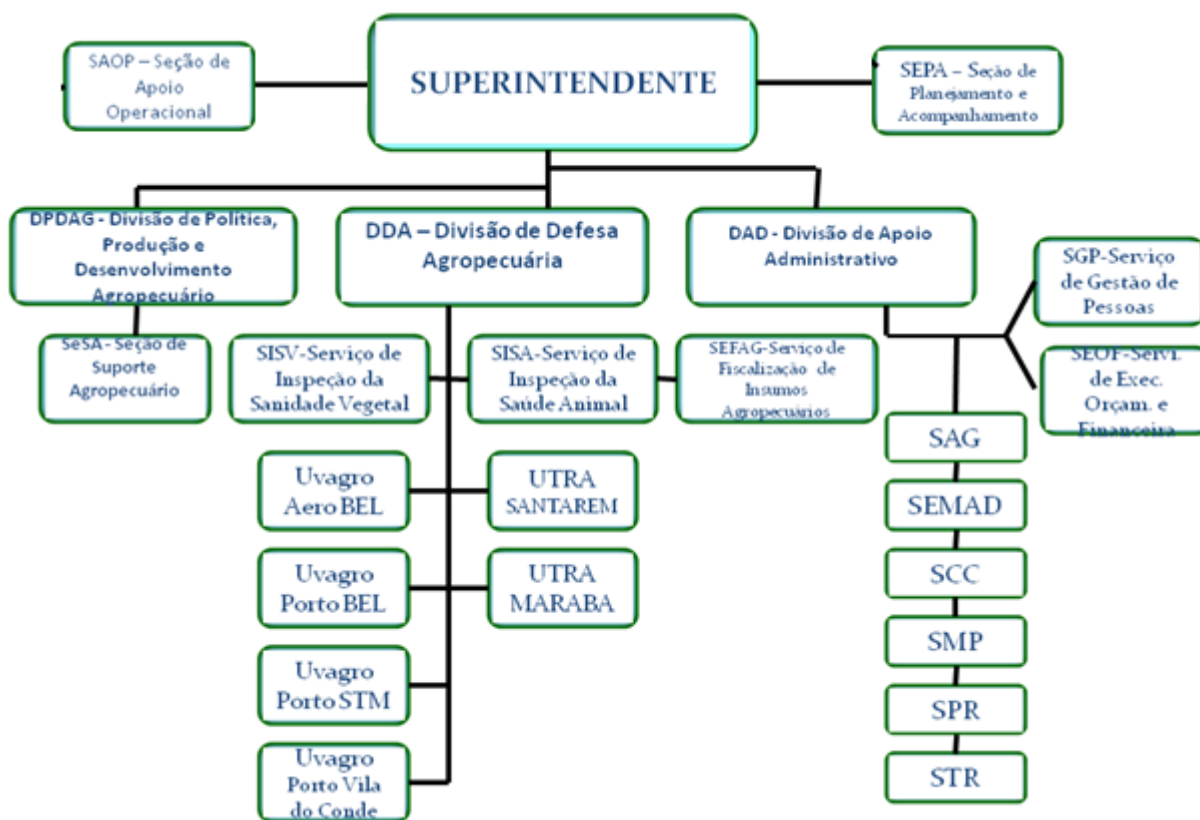 SAOP – Seção de
Apoio
Operacional
SUPERINTENDENTE
SEPA – Seção de
Planejamento e
Acompanhamento
DPDAG - Divisão de Política,
Produção e
Desenvolvimento
Agropecuário
DDA – Divisão de Defesa
Agropecuária
DAD - Divisão de Apoio
Administrativo
SGP-Serviço
de Gestão de
Pessoas
SeSA - Seção de
Suporte
Agropecuário
SISV-Serviço de
Inspeção da
Sanidade Vegetal
SISA-Serviço de
Inspeção da
Saúde Animal
SEFAG-Serviço de
Fiscalização de
Insumos
Agropecuários
SEOF-Servi.
de Exec.
Orçam. e
Financeira
SAG
Uvagro
Aero BEL
UTRA
SANTAREM
SEMAD
Uvagro
Porto BEL
UTRA
MARABA
SCC
SMP
Uvagro
Porto STM
SPR
Uvagro
Porto Vila
do Conde
STR